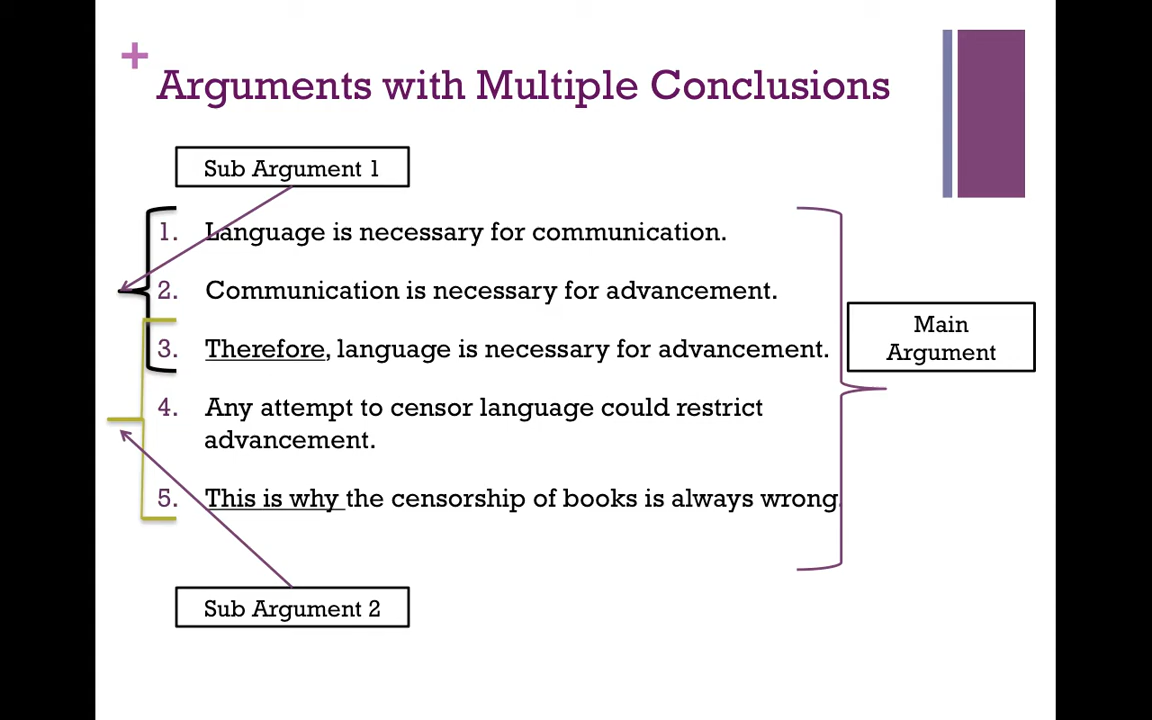 +
Arguments with Multiple Conclusions
Sub Argument 1
1. Language is necessary for communication.
2. Communication is necessary for advancement.
3. Therefore, language is necessary for advancement.
4. Any attempt to censor language could restrict
advancement.
5. This is why the censorship of books is always wrong.
Main
Argument
Sub Argument 2